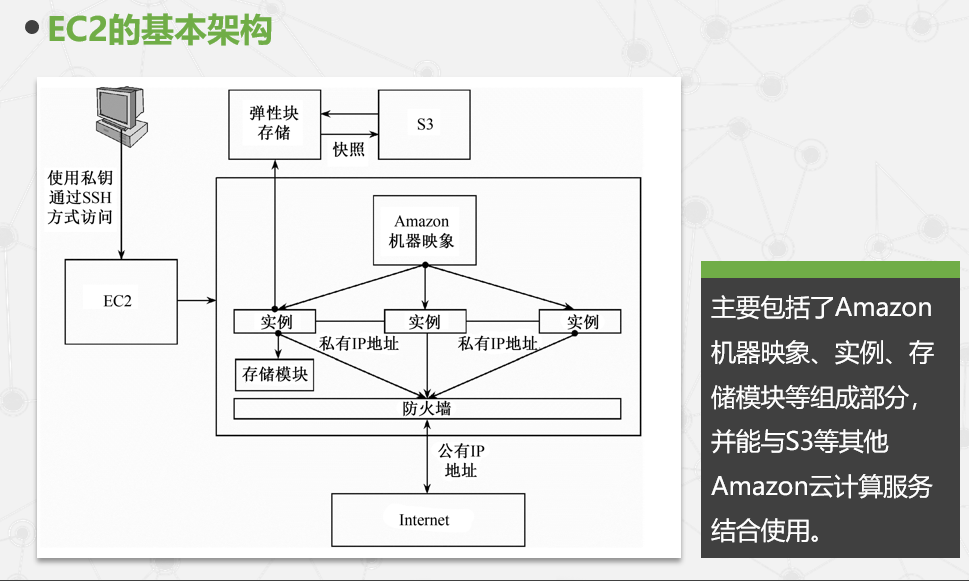 EC2的基本架构
弹性块
存储
S3
快照
使用私钥
通过SSH
方式访问
Amazon
机器映象
EC2
实例
实例
实例
私有IP地址
私有IP地址
存储模块
防火墙
公有IP
地址
Internet
主要包括了Amazon
机器映象、实例、存
储模块等组成部分，
并能与S3等其他
Amazon云计算服务
结合使用。